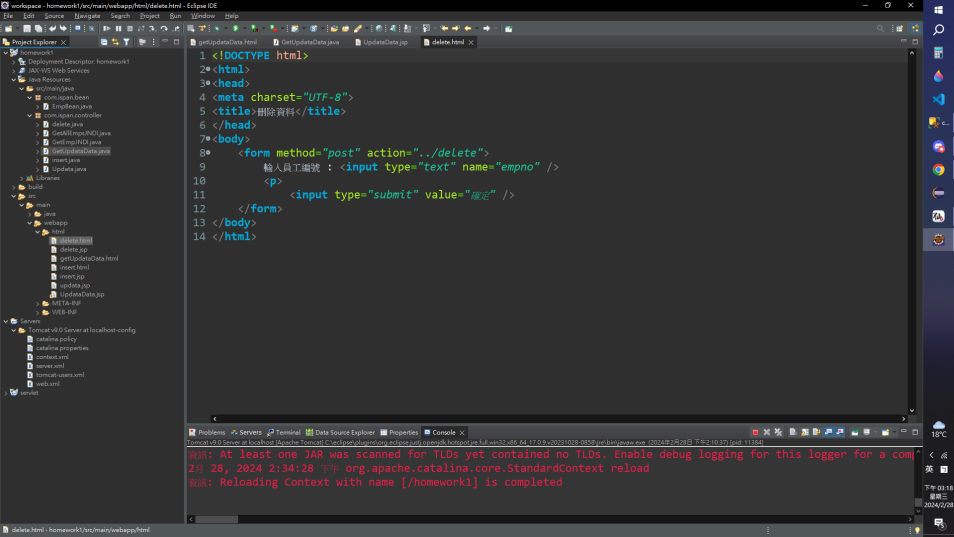 workspace - homework1/src/main/webapp/html/delete.html - Eclipse IDE
File Edit Source Navigate Search Project Run Window Help
Project Explorer
homework1
Deployment Descriptor: homework1
JAX-WS Web Services
Java Resources
src/main/java
com.ispan.bean
EmpBean.java
com.ispan.controller
delete.java
GetAllEmpsJNDI.java
GetEmpJNDI.java
GetUpdataData.java
insert.java
Updata.java
Libraries
build
src
main
java
webapp
html
delete.html
delete.jsp
getUpdataData.html
insert.html
insert.jsp
updata.jsp
UpdataData.jsp
META-INF
WEB-INF
Servers
Tomcat v9.0 Server at localhost-config
catalina.policy
catalina.properties
context.xml
server.xml
tomcat-users.xml
web.xml
servlet
getUpdataData.html GetUpdataData.java UpdataData.jsp delete.html
1 <!DOCTYPE html>
2 <html>
3 <head>
4 <meta charset="UTF-8">
5 <title>刪除資料</title>
6 </head>
7 <body>
8 <form method="post" action="../delete">
9 輸入員工編號 : <input type="text" name="empno" />
10 <p>
11 <input type="submit" value="確定" />
12 </form>
13 </body>
14 </html>
Problems Servers Terminal Data Source Explorer Properties Console
Tomcat v9.0 Server at localhost [Apache Tomcat] C:\eclipse\plugins\org.eclipse.justj.openjdk.hotspot.jre.full.win32.x86_64_17.0.9.v20231028-0858\jre\bin\javaw.exe (2024年2月28日 下午2:10:37) [pid: 11384]
資訊: At least one JAR was scanned for TLDs yet contained no TLDs. Enable debug logging for this logger for a comp
2月 28, 2024 2:34:28 下午 org.apache.catalina.core.StandardContext reload
資訊: Reloading Context with name [/homework1] is completed
delete.html - homework1/src/main/webapp/html
C...
18°C
英
下午 03:18
星期三
2024/2/28